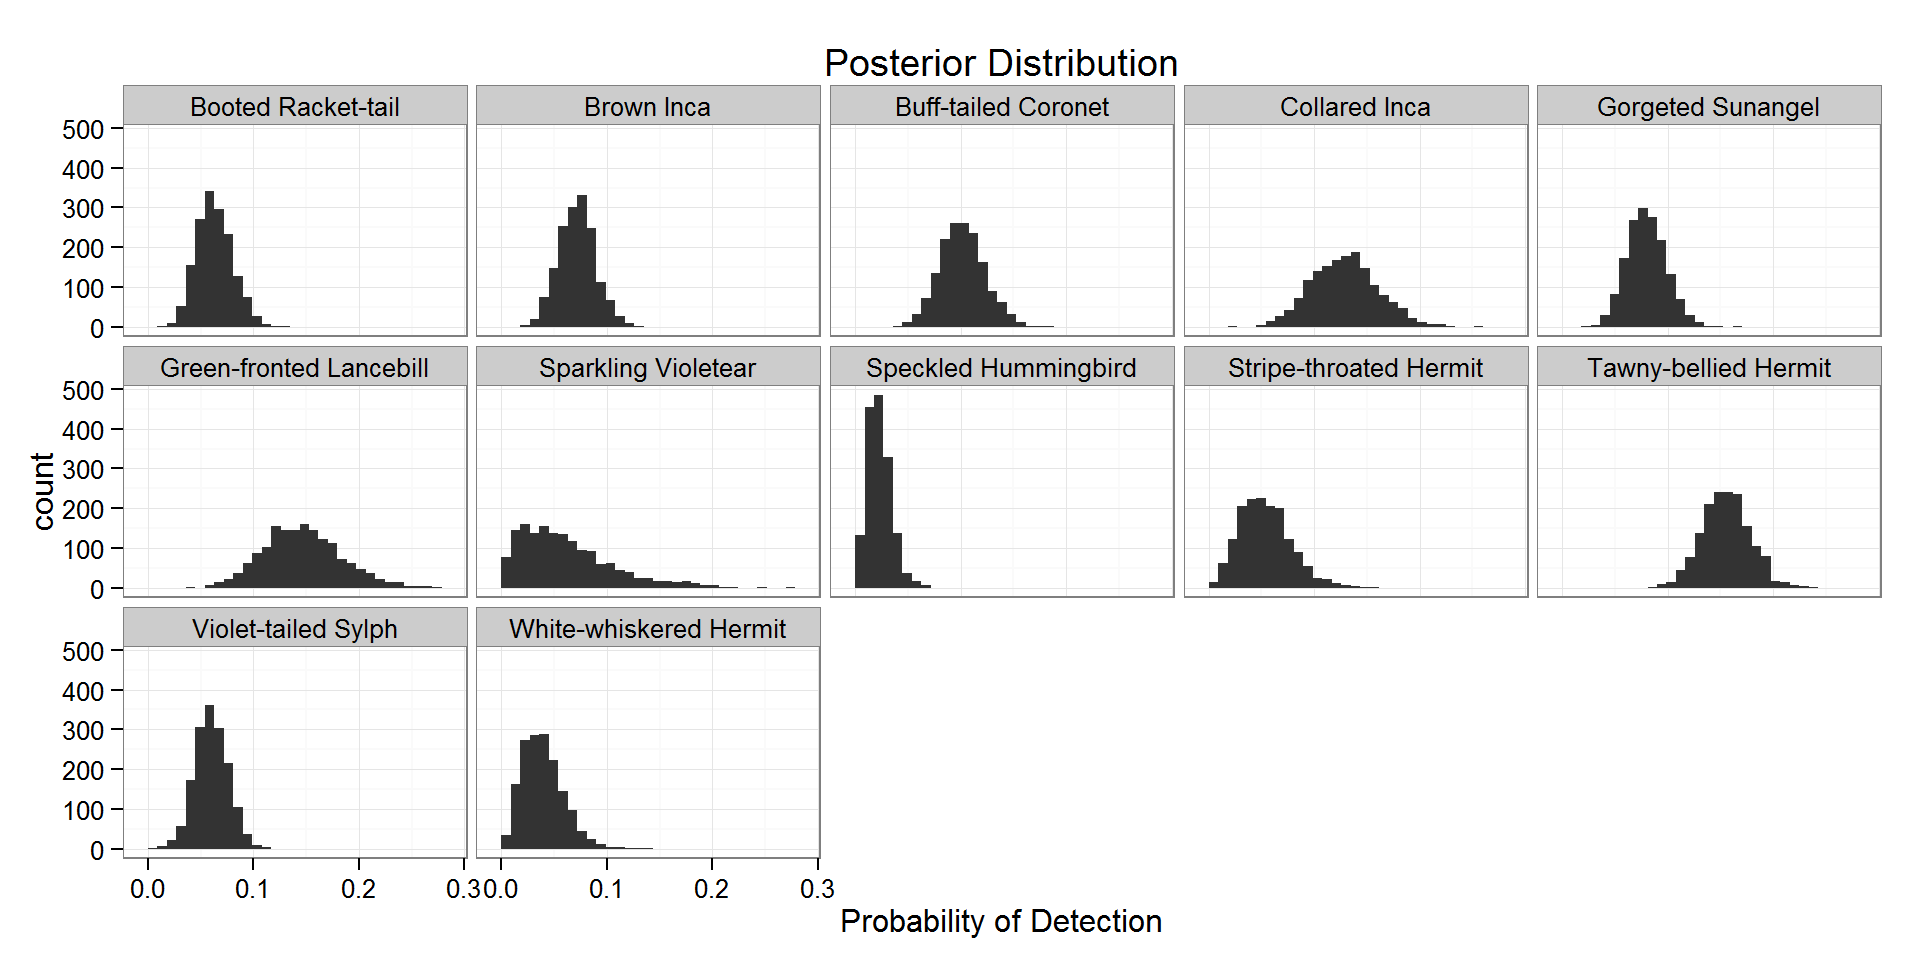 Posterior Distribution
Booted Racket-tail Brown Inca Buff-tailed Coronet Collared Inca Gorgeted Sunangel
500
400
300
200
100
0
Green-fronted Lancebill Sparkling Violetear Speckled Hummingbird Stripe-throated Hermit Tawny-bellied Hermit
500
400
300
200
100
0
count
Violet-tailed Sylph White-whiskered Hermit
500
400
300
200
100
0
0.0 0.1 0.2 0.3 0.0 0.1 0.2 0.3
Probability of Detection